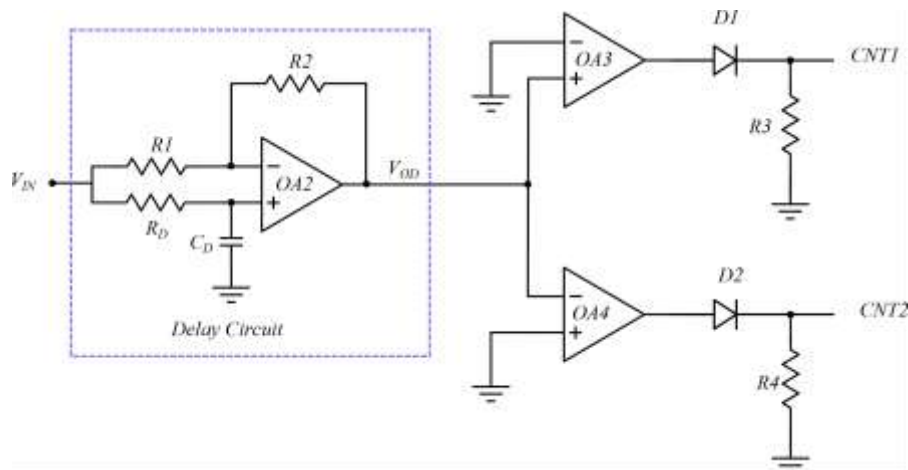 D1
OA3
CNT1
R2
R3
R1
V_IN
OA2
V_OD
R_D
C_D
D2
OA4
CNT2
Delay Circuit
R4